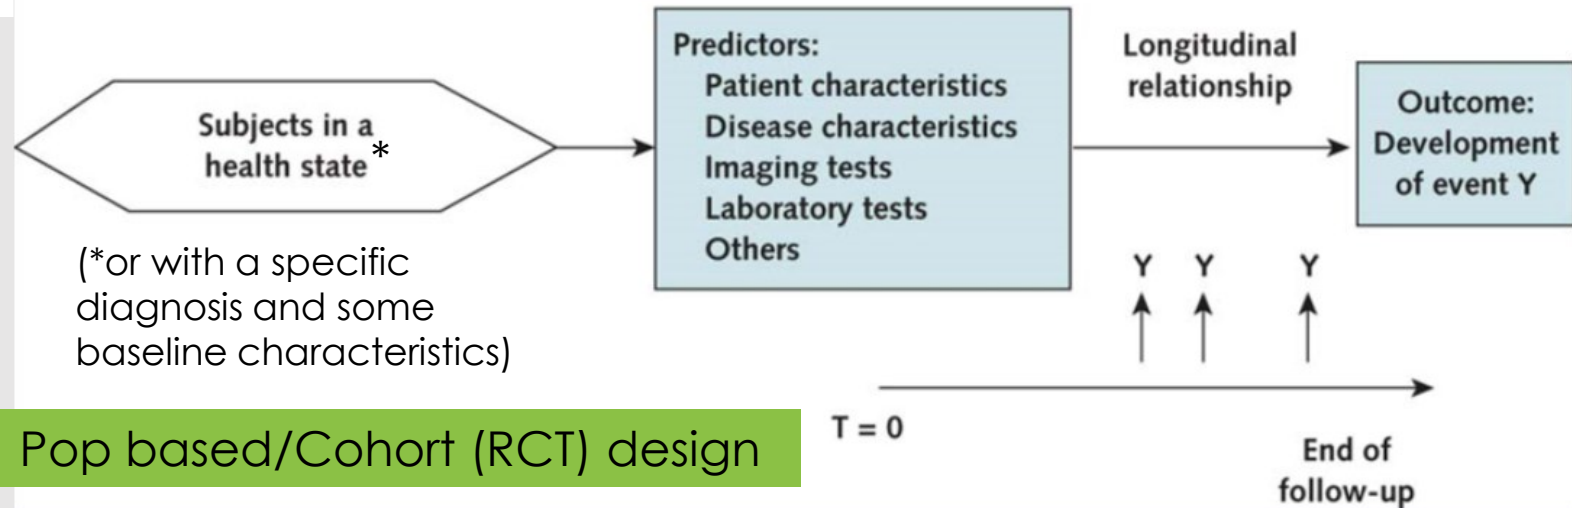 Subjects in a
health state*
(*or with a specific
diagnosis and some
baseline characteristics)
Pop based/Cohort (RCT) design
Predictors:
Patient characteristics
Disease characteristics
Imaging tests
Laboratory tests
Others
Longitudinal
relationship
Outcome:
Development
of event Y
Y Y Y
T = 0
End of
follow-up